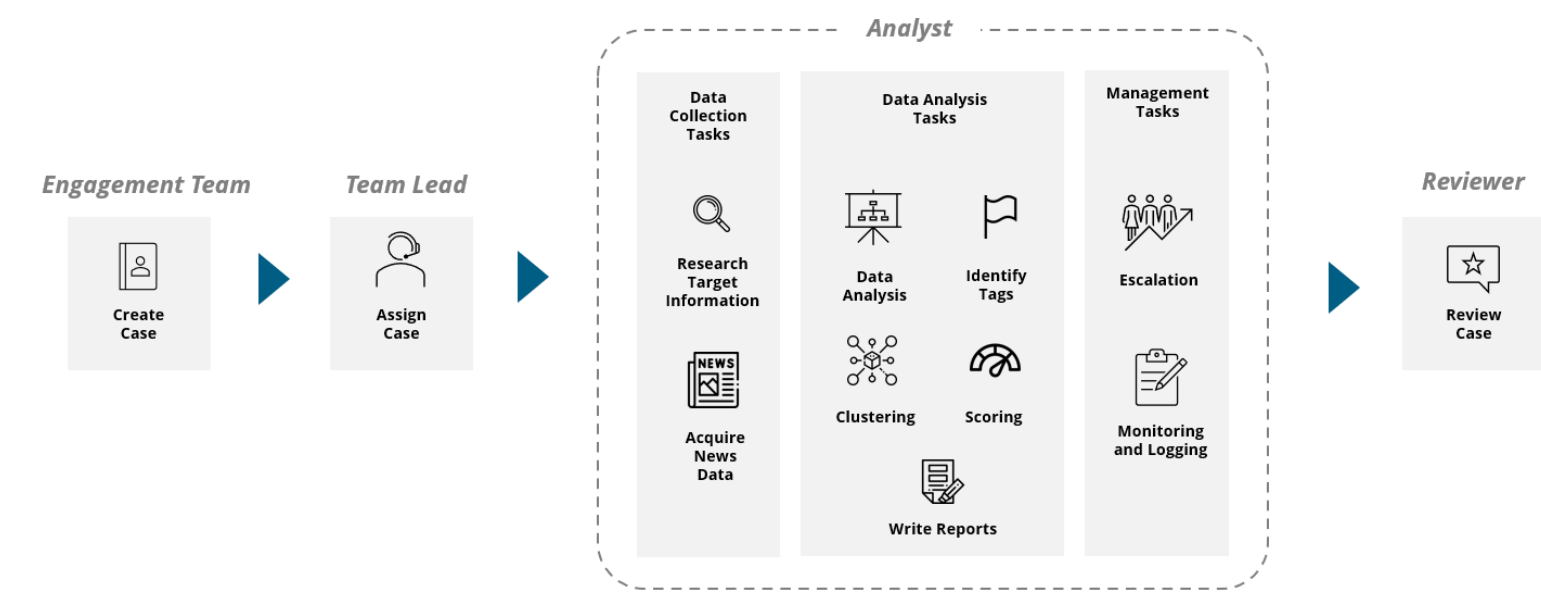 Analyst
Data
Collection
Tasks
Data Analysis
Tasks
Management
Tasks
Engagement Team
Team Lead
Reviewer
Create
Case
Assign
Case
Research
Target
Information
NEWS
Acquire
News
Data
Data
Analysis
Identify
Tags
Clustering
Scoring
Write Reports
Escalation
Monitoring
and Logging
Review
Case